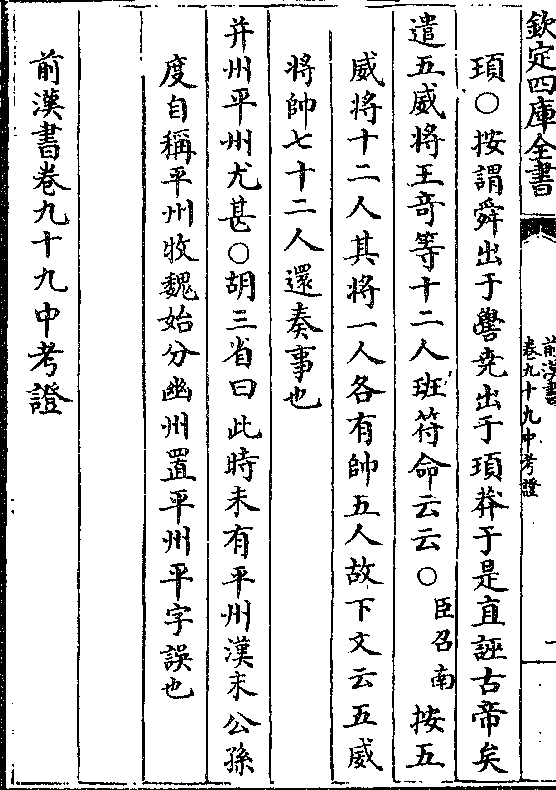 欽定四庫全書
前漢書
卷九十九中考證
一
頊○按謂舜出于嚳堯出于頊莽于是直誣古帝矣
遣五威將王竒等十二人班符命云云○臣召南按五
威將十二人其將一人各有帥五人故下文云五威
將帥七十二人還奏事也
并州平州尤甚○胡三省曰此時未有平州漢末公孫
度自稱平州牧魏始分幽州置平州平字誤也
前漢書卷九十九中考證